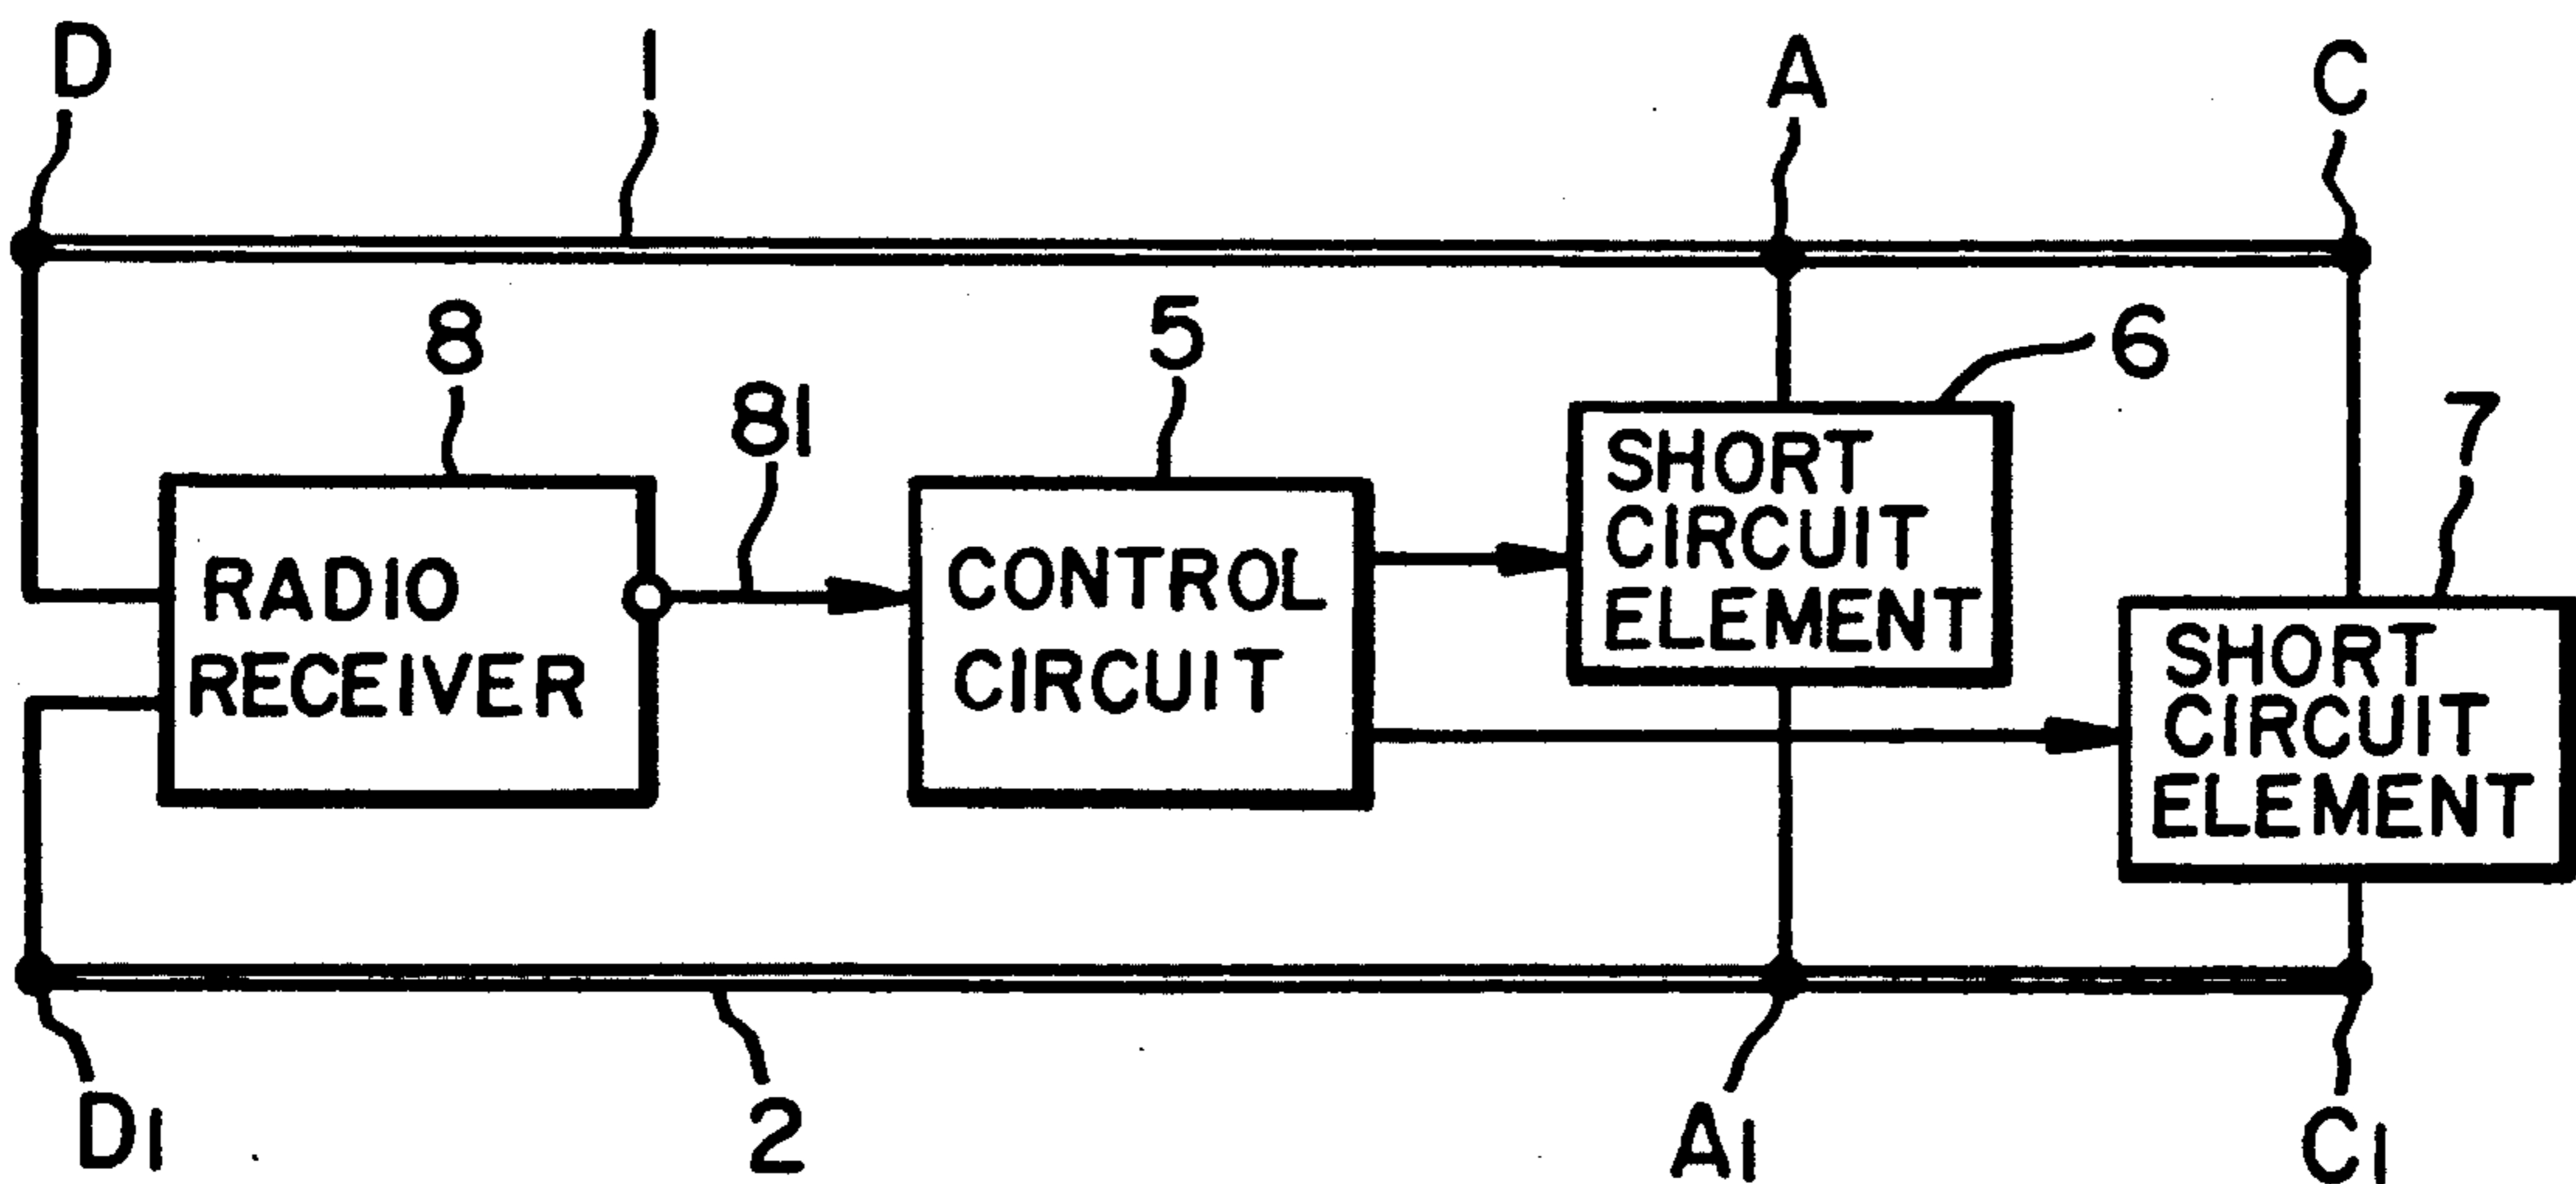 D
1
A
C
8
81
5
6
7
RADIO
RECEIVER
CONTROL
CIRCUIT
SHORT
CIRCUIT
ELEMENT
SHORT
CIRCUIT
ELEMENT
D1
2
A1
C1